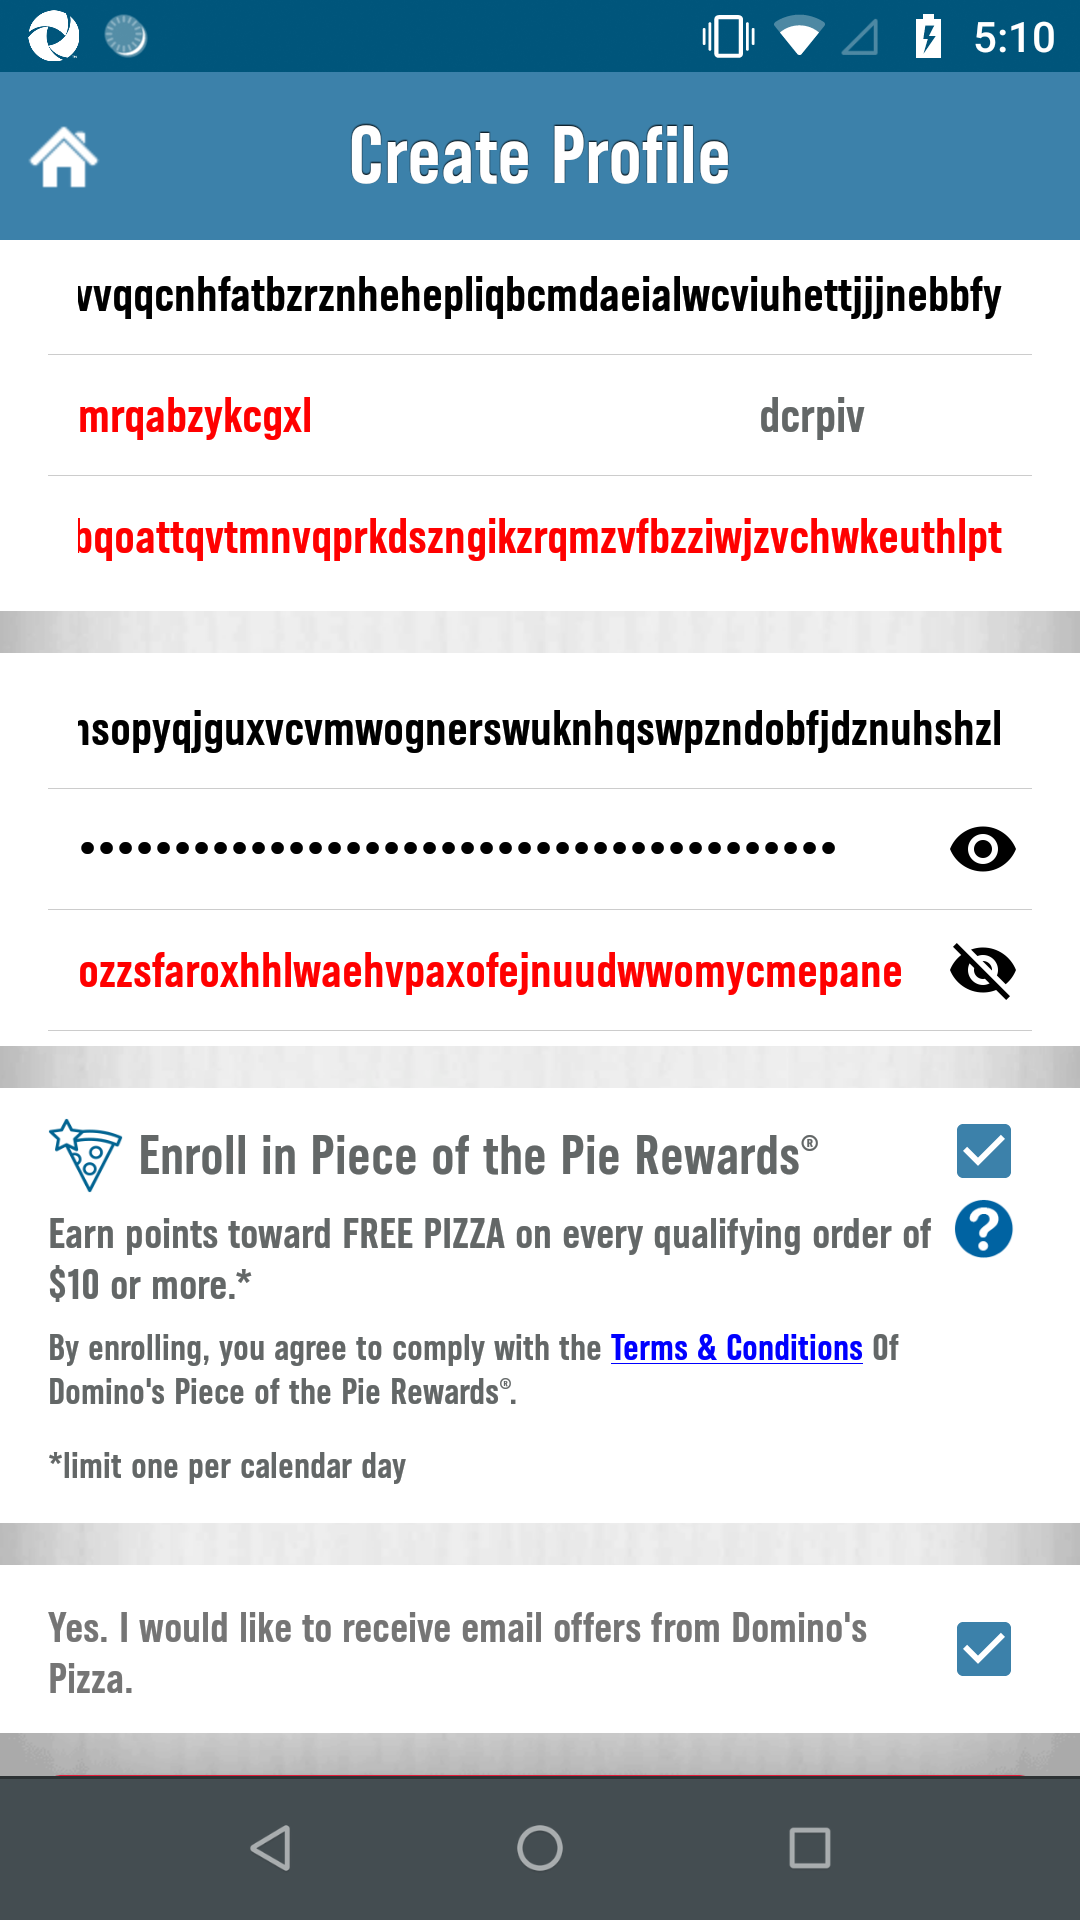 5:10
Create Profile
vvqqcnhfatbzrznhehepliqbcmdaeialwcviuhettjjjnebbfy
mrqabzykcgxl
dcrpiv
bqoattqvtmnvqprkdszngikzrqmzvfbzziwjzvchwkeuthlpt
nsopyqjguxvcvmwognerswuknhqswpzndobfjdznuhshzl
••••••••••••••••••••••••••••••••••••••••
ozzsfaroxhhlwaehvpaxofejnuudwwomycmepane
Enroll in Piece of the Pie Rewards®
Earn points toward FREE PIZZA on every qualifying order of
$10 or more.*
By enrolling, you agree to comply with the Terms & Conditions Of
Domino's Piece of the Pie Rewards®.
*limit one per calendar day
Yes. I would like to receive email offers from Domino's
Pizza.